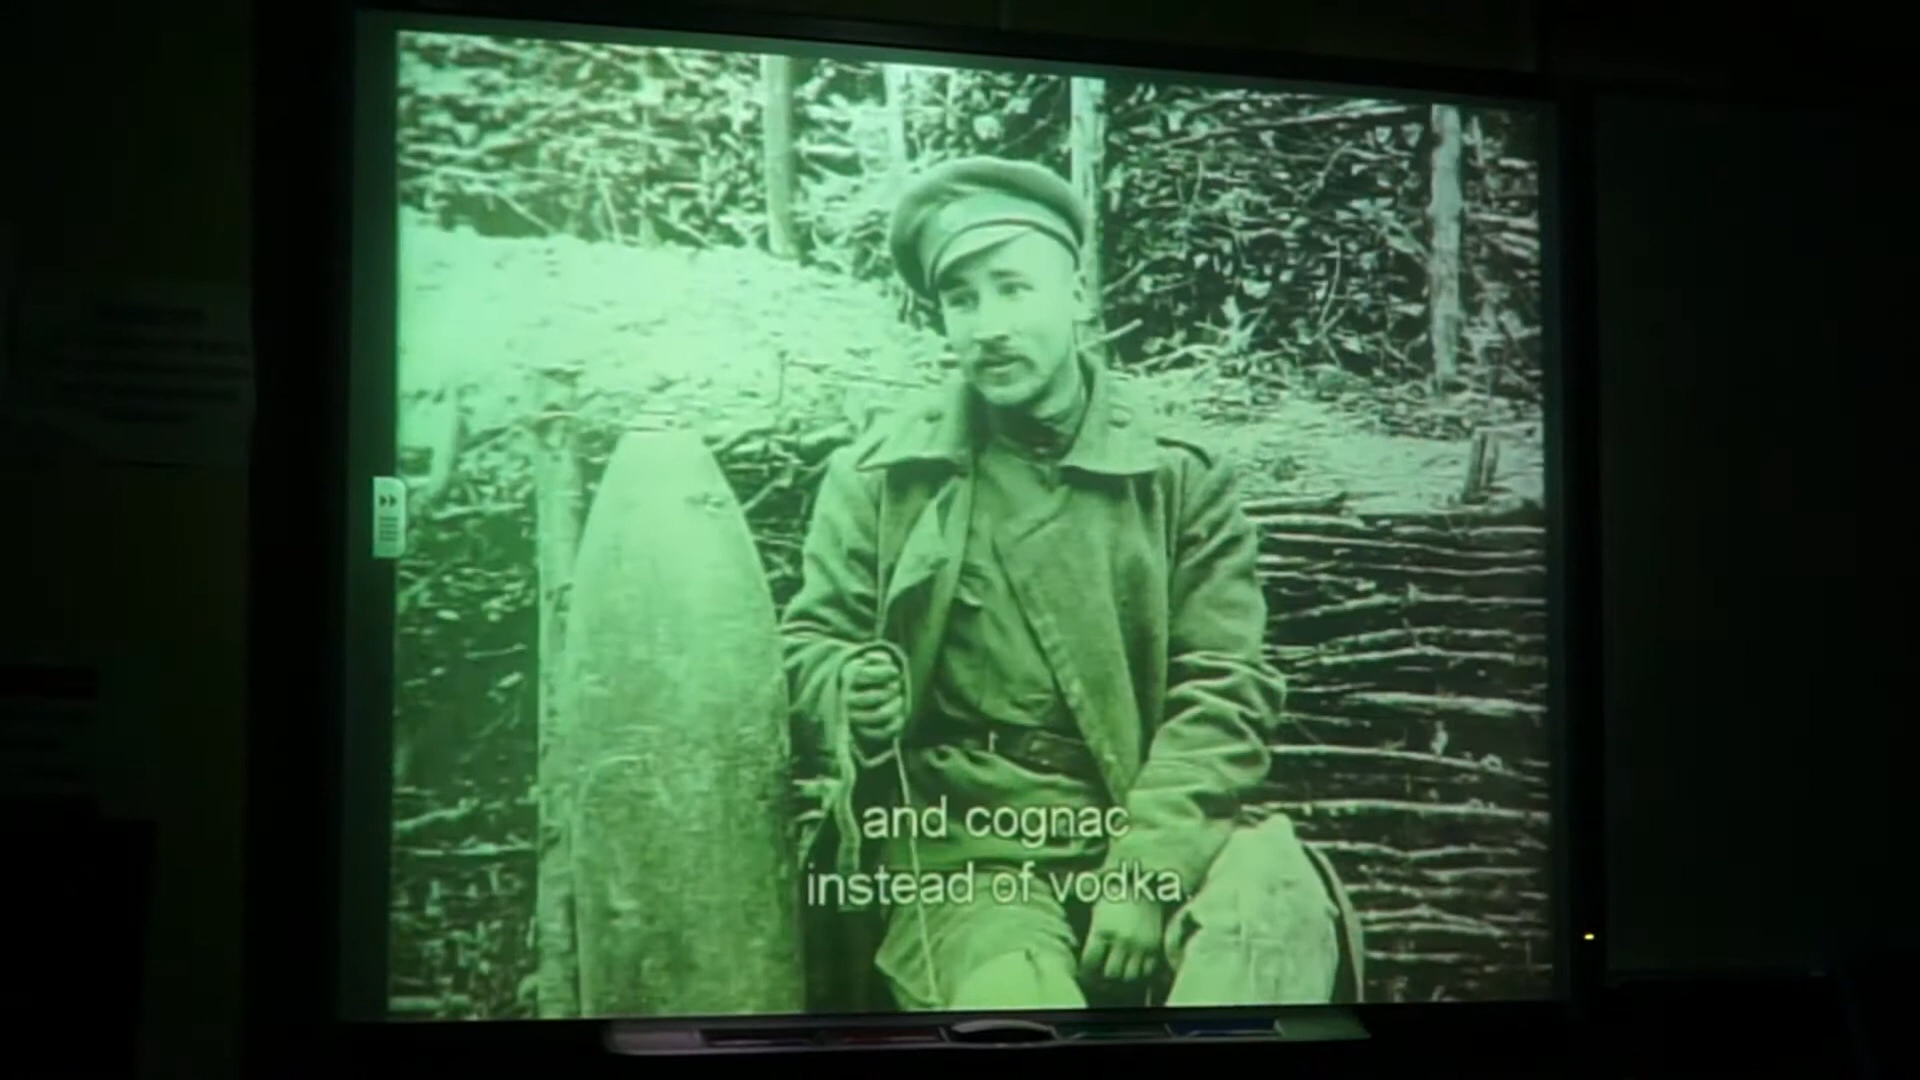 and cognac
instead of vodka